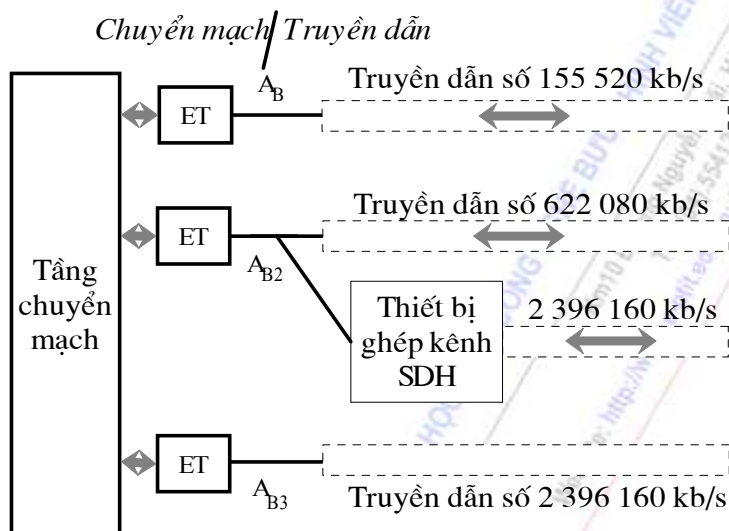 Chuyển mạch / Truyền dẫn
A_B
Truyền dẫn số 155 520 kb/s
ET
Truyền dẫn số 622 080 kb/s
ET
A_B2
Tầng
chuyển
mạch
Thiết bị
ghép kênh
SDH
2 396 160 kb/s
ET
A_B3
Truyền dẫn số 2 396 160 kb/s